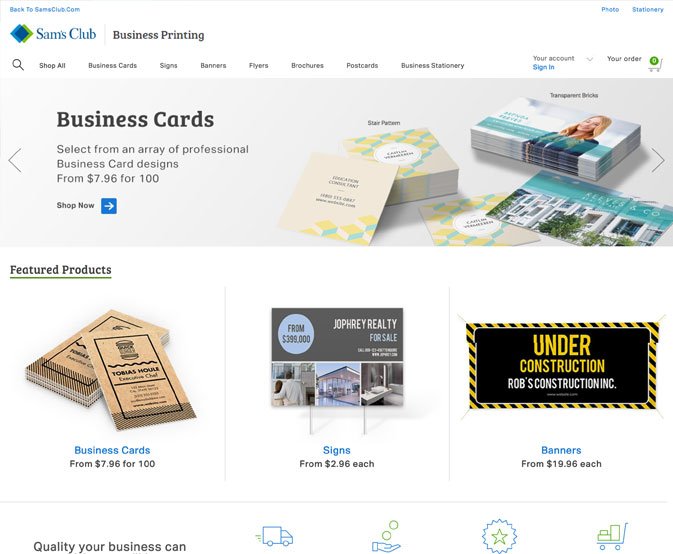 Back To SamsClub.Com
Photo
Stationery
Sam's Club
Business Printing
Shop All
Business Cards
Signs
Banners
Flyers
Brochures
Postcards
Business Stationery
Your account
Sign In
Your order
0
Business Cards
Select from an array of professional
Business Card designs
From $7.96 for 100
Shop Now
Stair Pattern
Transparent Bricks
CAITLIN
VERMEEREN
EDUCATION
CONSULTANT
Featured Products
TOBIAS HOULE
Executive Chef
FROM
$399,000
JOPHREY REALTY
FOR SALE
UNDER
CONSTRUCTION
ROB'S CONSTRUCTION INC.
www.website.com
Business Cards
From $7.96 for 100
Signs
From $2.96 each
Banners
From $19.96 each
Quality your business can